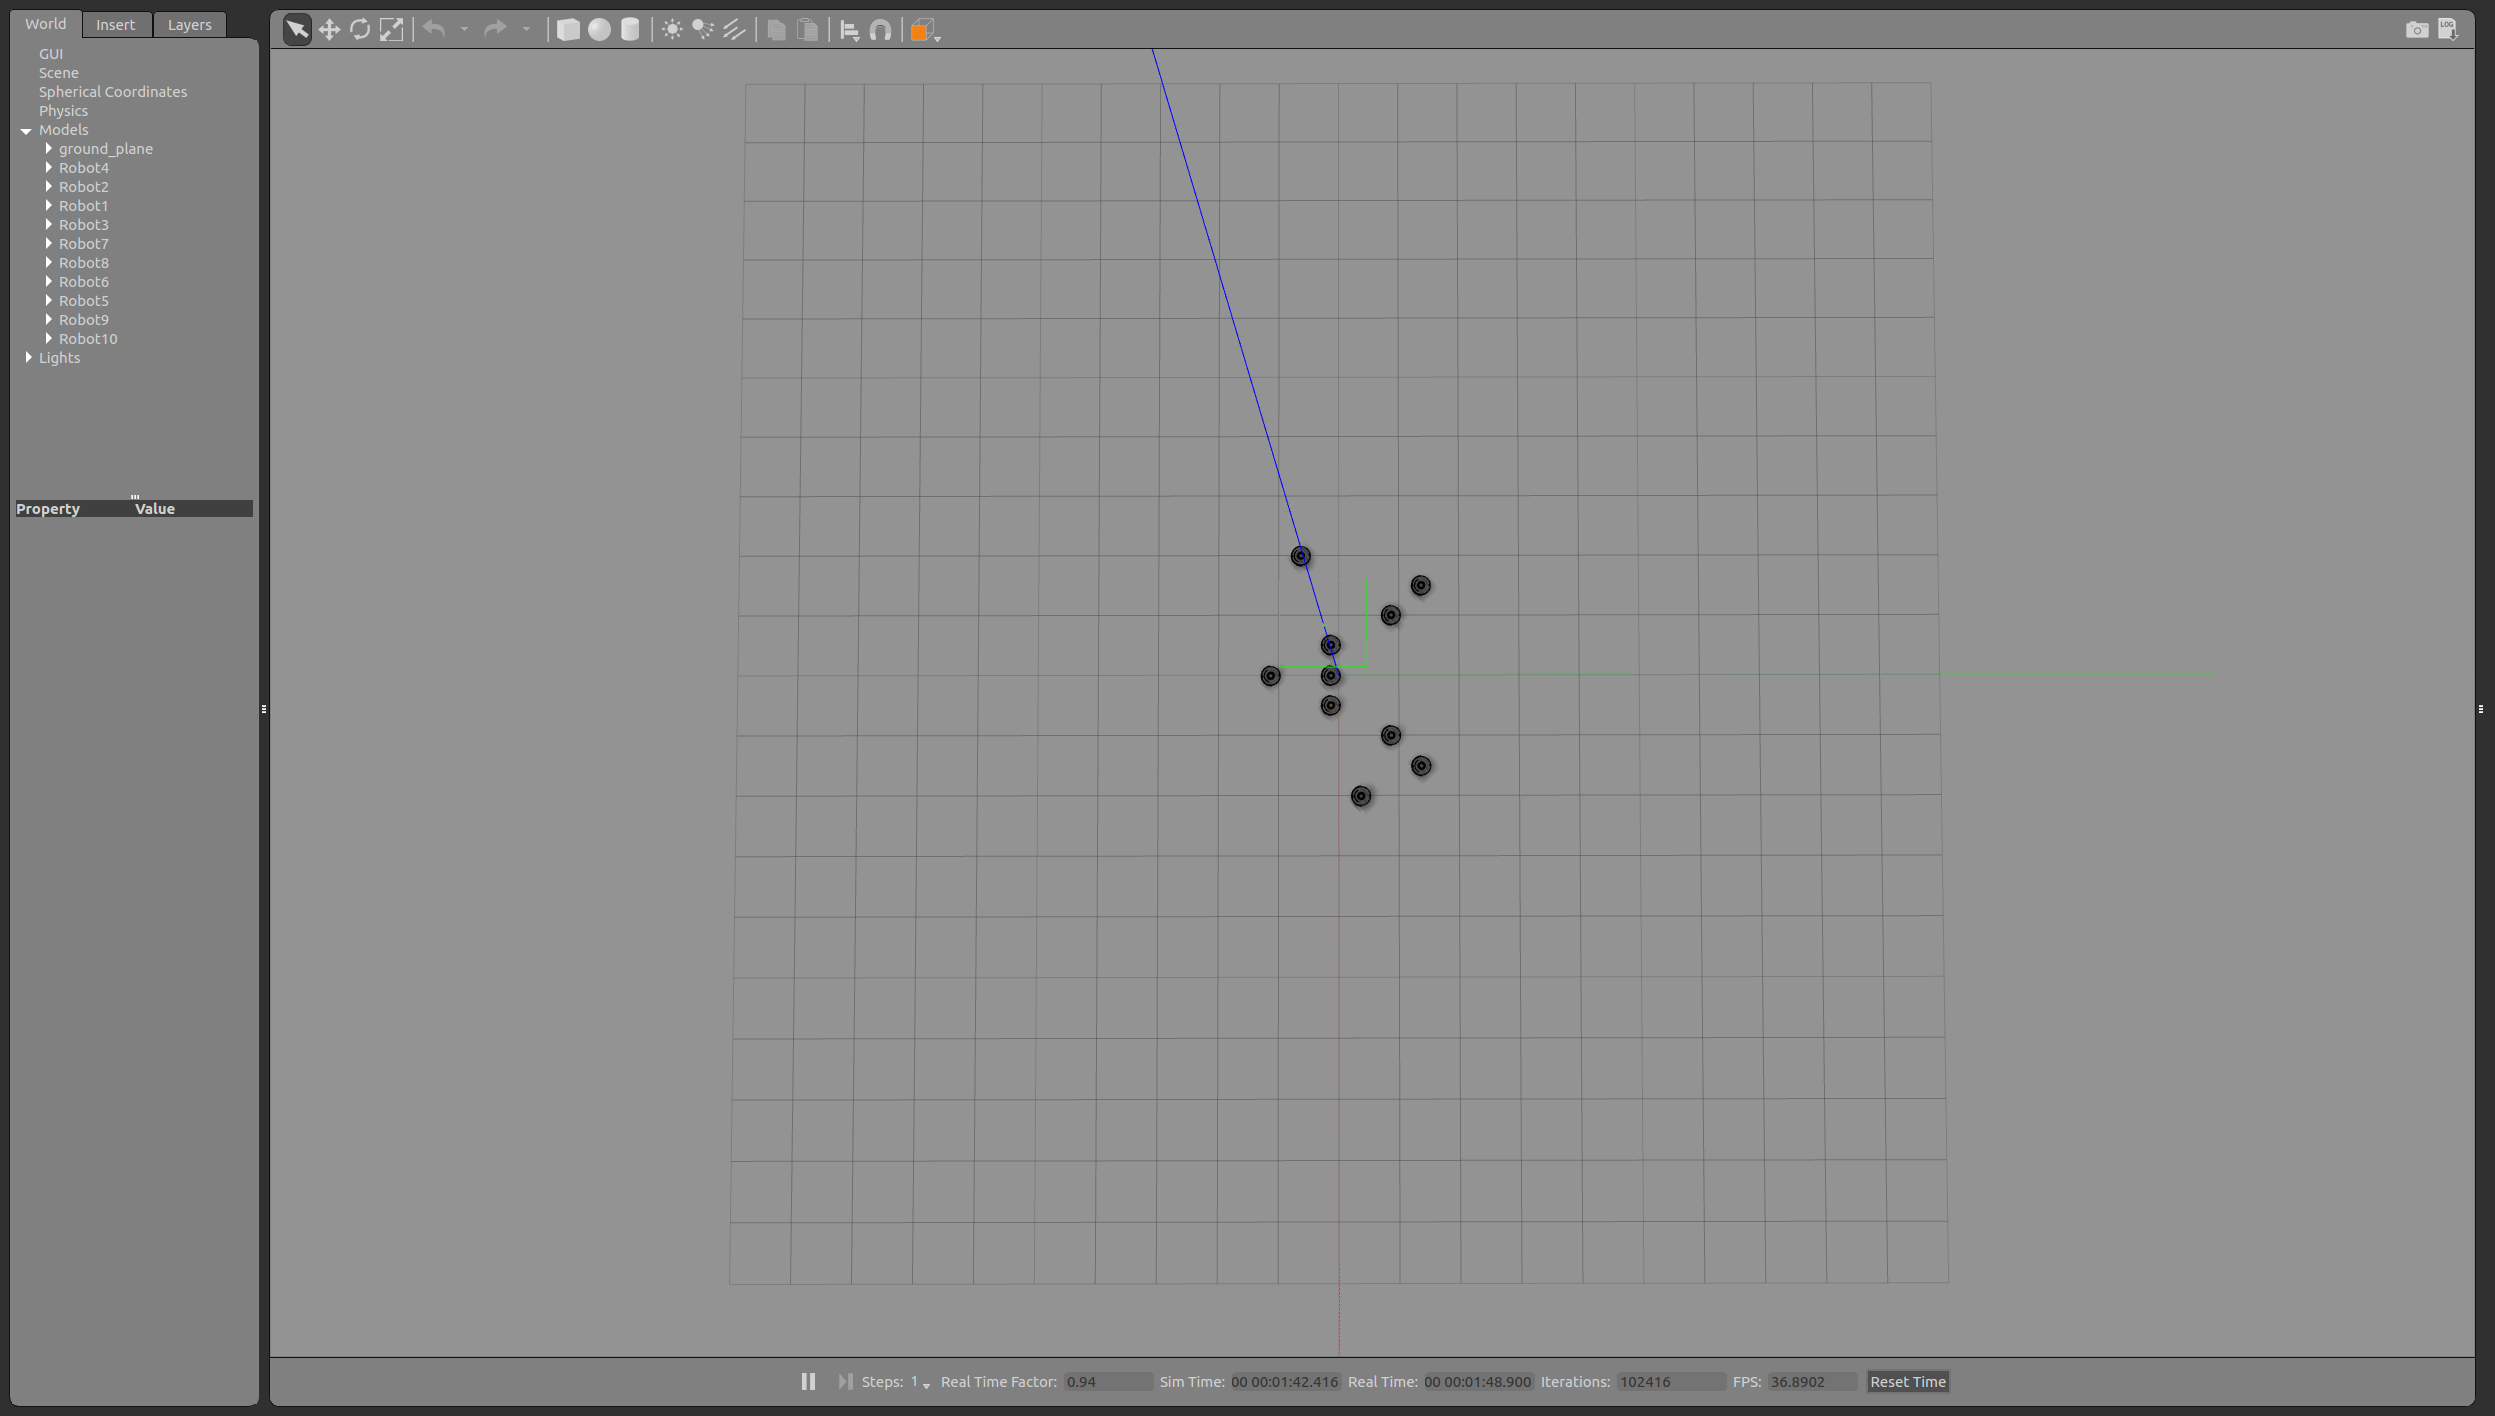 World Insert Layers
GUI
Scene
Spherical Coordinates
Physics
Models
ground_plane
Robot4
Robot2
Robot1
Robot3
Robot7
Robot8
Robot6
Robot5
Robot9
Robot10
Lights
Property Value
LOG
Steps: 1 Real Time Factor: 0.94 Sim Time: 00 00:01:42.416 Real Time: 00 00:01:48.900 Iterations: 102416 FPS: 36.8902 Reset Time